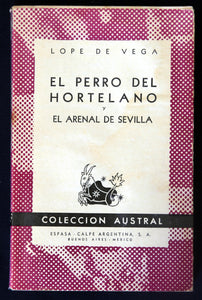 LOPE DE VEGA
EL PERRO DEL
HORTELANO
Y
EL ARENAL DE SEVILLA
COLECCION AUSTRAL
ESPASA - CALPE ARGENTINA, S. A.
BUENOS AIRES - MEXICO